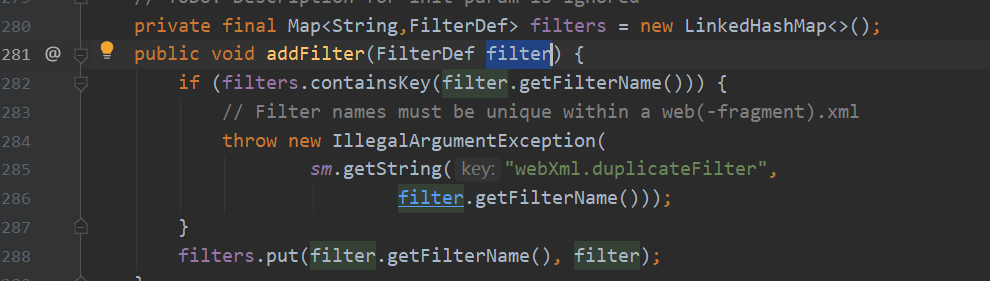 // TODO: Description for init-param is ignored
280 private final Map<String,FilterDef> filters = new LinkedHashMap<>();
281 @ public void addFilter(FilterDef filter) {
282 if (filters.containsKey(filter.getFilterName())) {
283 // Filter names must be unique within a web(-fragment).xml
284 throw new IllegalArgumentException(
285 sm.getString( key: "webXml.duplicateFilter",
286 filter.getFilterName()));
287 }
288 filters.put(filter.getFilterName(), filter);
}